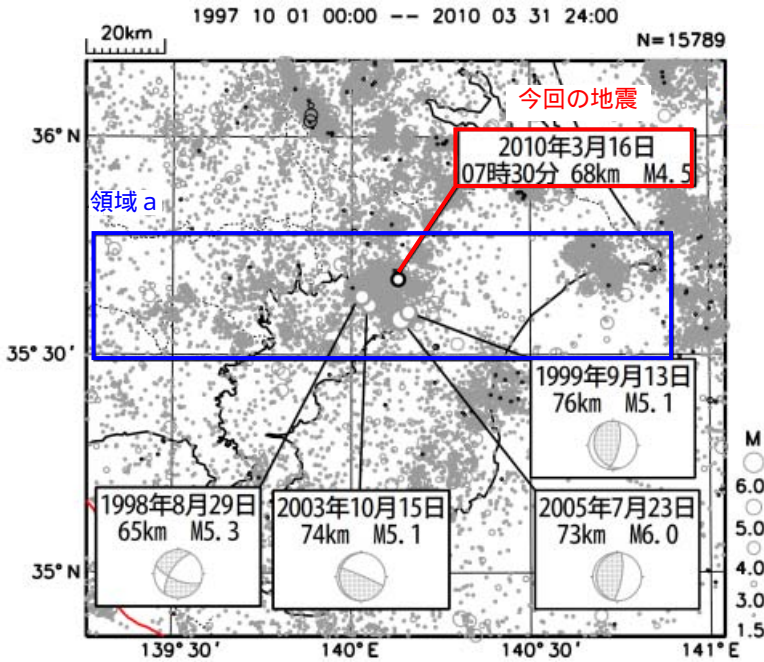 1997 10 01 00:00 -- 2010 03 31 24:00
20km
N=15789
今回の地震
36°N
2010年3月16日
07時30分 68km M4.5
領域a
35°30'
1999年9月13日
76km M5.1
M
1998年8月29日
65km M5.3
2003年10月15日
74km M5.1
2005年7月23日
73km M6.0
6.0
5.0
4.0
3.0
1.5
35°N
139°30'
140°E
140°30'
141°E